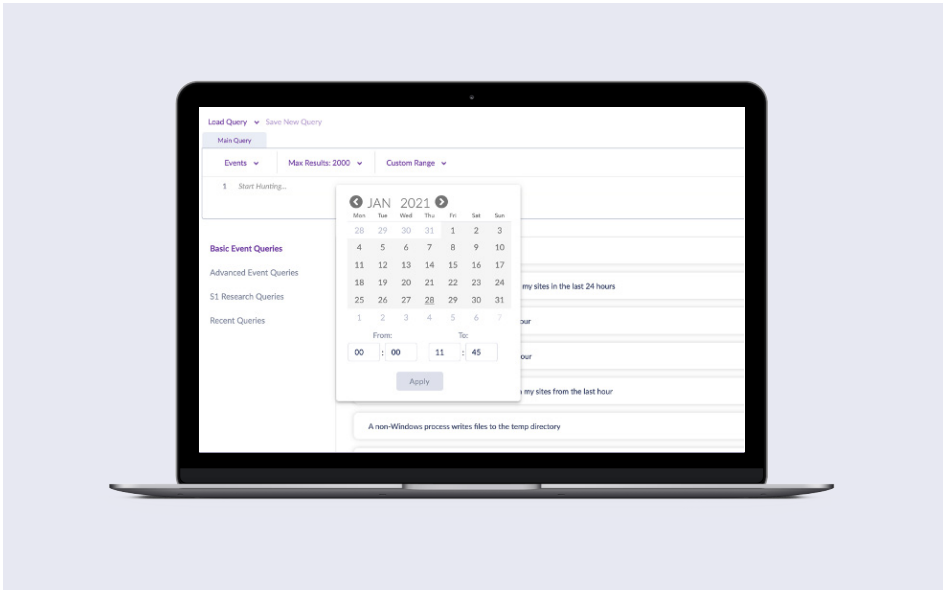 Load Query Save New Query
Main Query
Events Max Results: 2000 Custom Range
1 Start Hunting...
JAN 2021
Mon Tue Wed Thu Fri Sat Sun
28 29 30 31 1 2 3
4 5 6 7 8 9 10
11 12 13 14 15 16 17
18 19 20 21 22 23 24
25 26 27 28 29 30 31
1 2 3 4 5 6 7
From: To:
00 : 00 11 : 45
Apply
Basic Event Queries
Advanced Event Queries
S1 Research Queries
Recent Queries
my sites in the last 24 hours
our
our
my sites from the last hour
A non-Windows process writes files to the temp directory